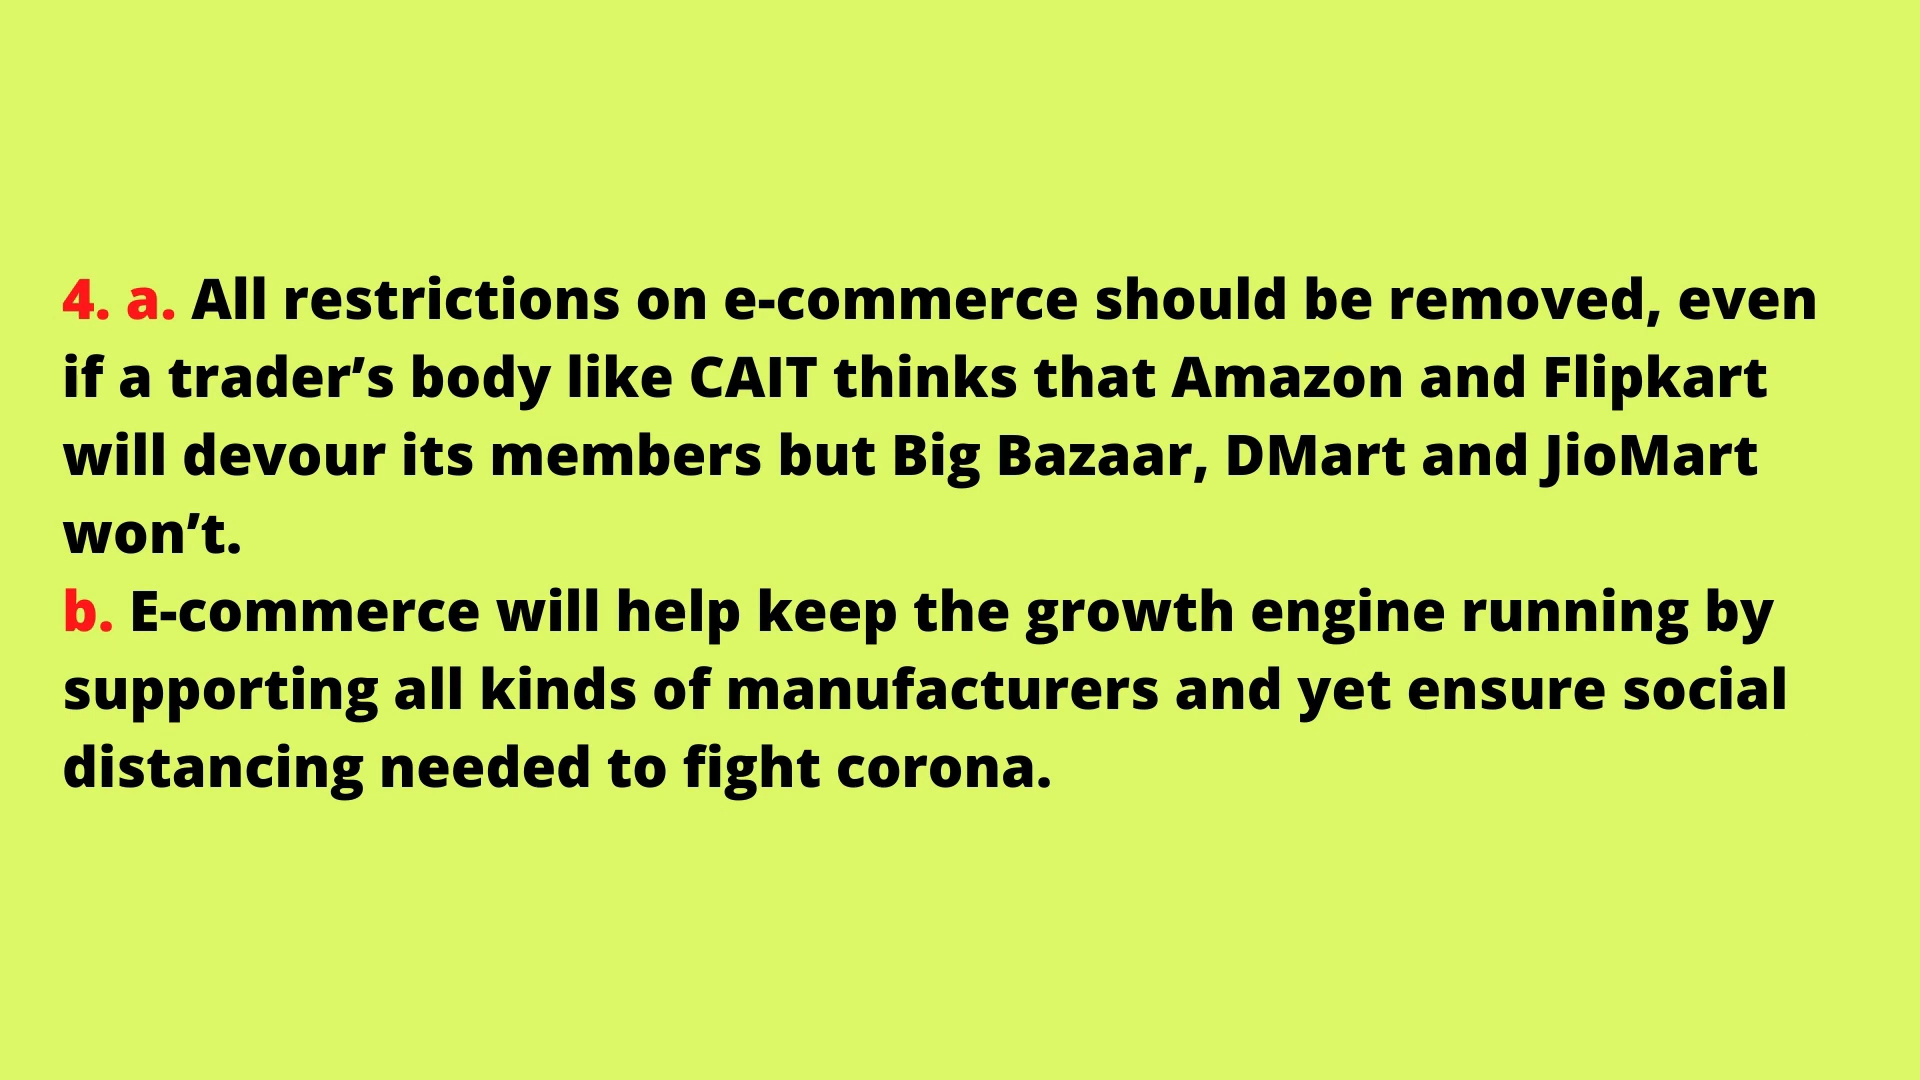 4. a. All restrictions on e-commerce should be removed, even
if a trader’s body like CAIT thinks that Amazon and Flipkart
will devour its members but Big Bazaar, DMart and JioMart
won’t.
b. E-commerce will help keep the growth engine running by
supporting all kinds of manufacturers and yet ensure social
distancing needed to fight corona.